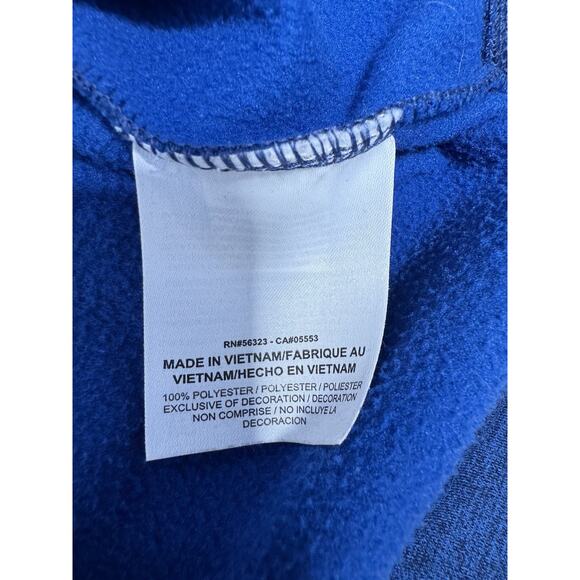 RN#56323 - CA#05553
MADE IN VIETNAM/FABRIQUE AU
VIETNAM/HECHO EN VIETNAM
100% POLYESTER / POLYESTER / POLIESTER
EXCLUSIVE OF DECORATION / DECORATION
NON COMPRISE / NO INCLUYE LA
DECORACION